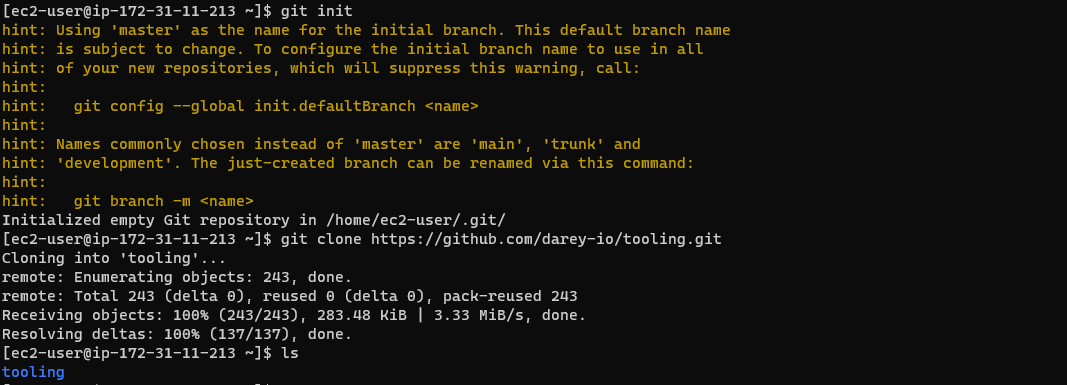 [ec2-user@ip-172-31-11-213 ~]$ git init
hint: Using 'master' as the name for the initial branch. This default branch name
hint: is subject to change. To configure the initial branch name to use in all
hint: of your new repositories, which will suppress this warning, call:
hint:
hint:   git config --global init.defaultBranch <name>
hint:
hint: Names commonly chosen instead of 'master' are 'main', 'trunk' and
hint: 'development'. The just-created branch can be renamed via this command:
hint:
hint:   git branch -m <name>
Initialized empty Git repository in /home/ec2-user/.git/
[ec2-user@ip-172-31-11-213 ~]$ git clone https://github.com/darey-io/tooling.git
Cloning into 'tooling'...
remote: Enumerating objects: 243, done.
remote: Total 243 (delta 0), reused 0 (delta 0), pack-reused 243
Receiving objects: 100% (243/243), 283.48 KiB | 3.33 MiB/s, done.
Resolving deltas: 100% (137/137), done.
[ec2-user@ip-172-31-11-213 ~]$ ls
tooling